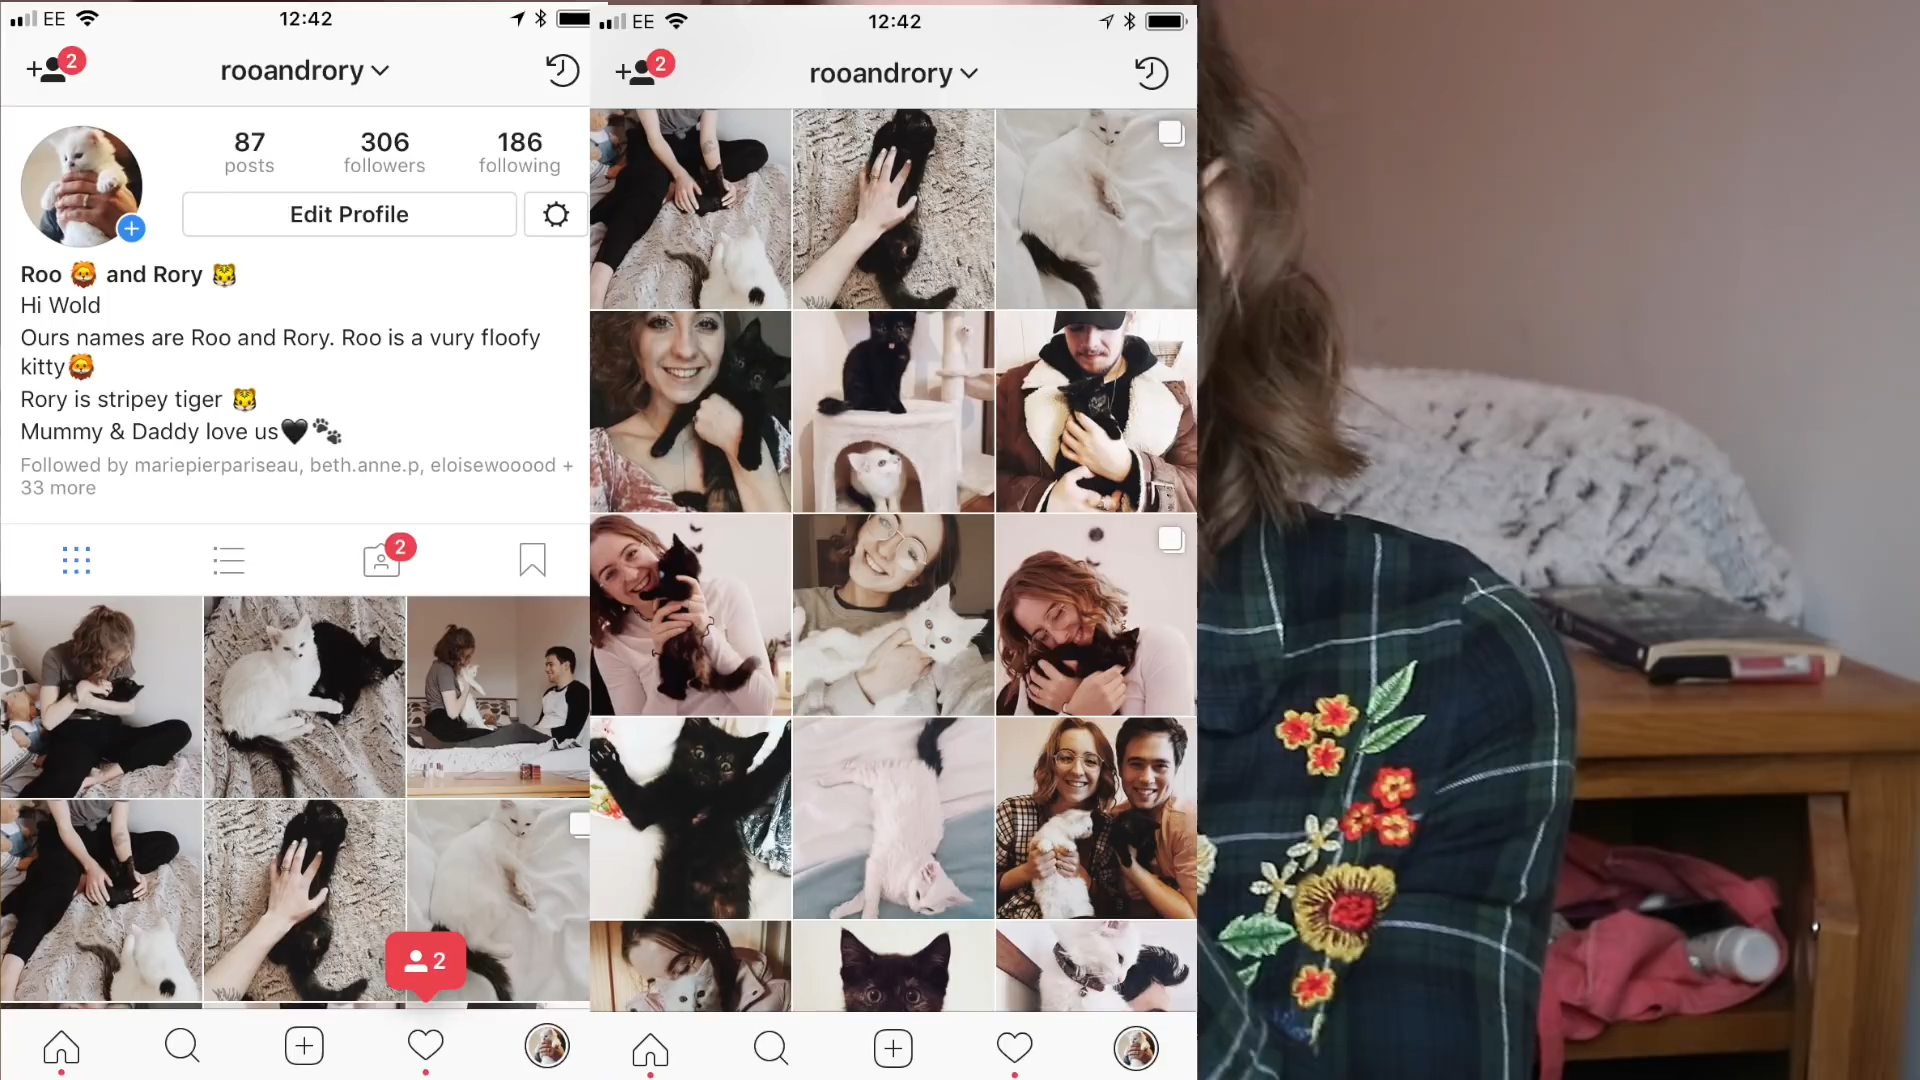 EE 12:42
2
rooandrory
87 306 186
posts followers following
Edit Profile
Roo 🦁 and Rory 🐯
Hi Wold
Ours names are Roo and Rory. Roo is a vury floofy
kitty🦁
Rory is stripey tiger 🐯
Mummy & Daddy love us🖤🐾
Followed by mariepierpariseau, beth.anne.p, eloisewooood +
33 more
2
2
EE 12:42
2
rooandrory